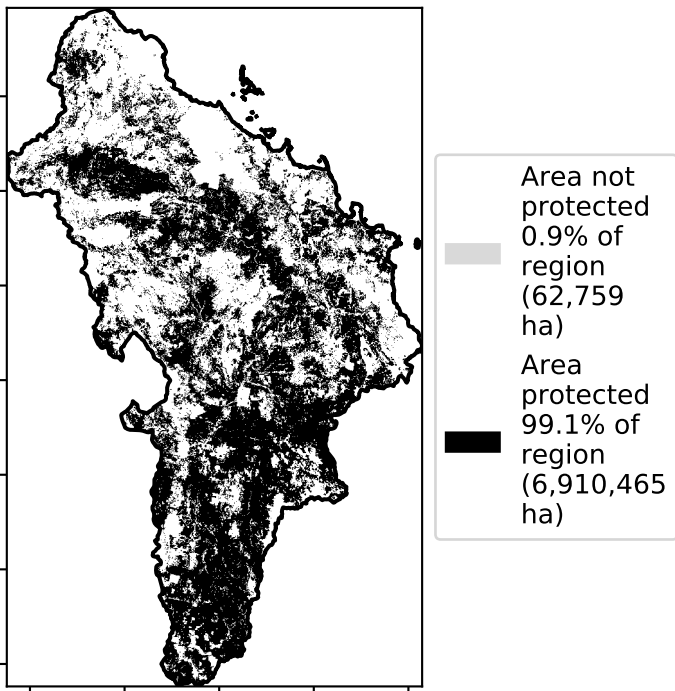 Area not
protected
0.9% of
region
(62,759
ha)
Area
protected
99.1% of
region
(6,910,465
ha)